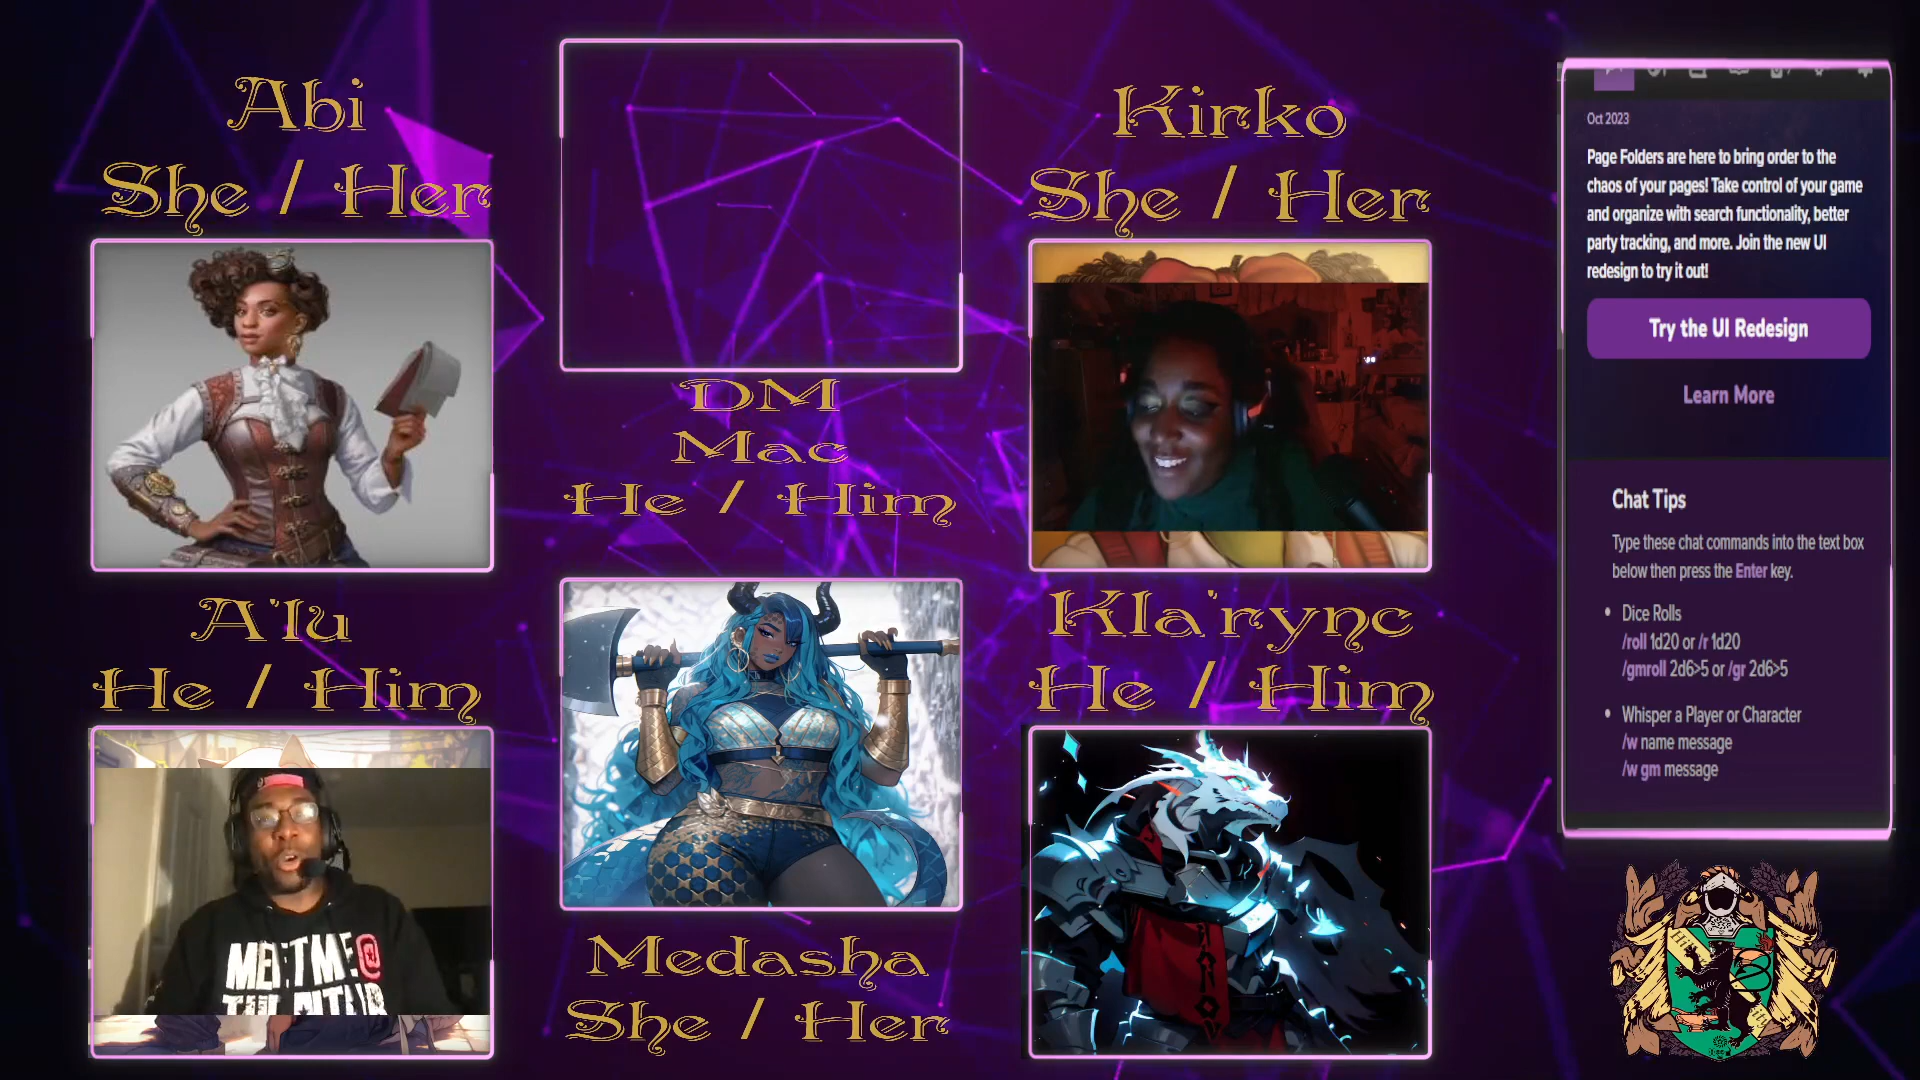 Abi
She / Her
DM
Mac
He / Him
Kirko
She / Her
A'lu
He / Him
MEETME@
Medasha
She / Her
Kla'rync
He / Him
Oct 2023
Page Folders are here to bring order to the
chaos of your pages! Take control of your game
and organize with search functionality, better
party tracking, and more. Join the new UI
redesign to try it out!
Try the UI Redesign
Learn More
Chat Tips
Type these chat commands into the text box
below then press the Enter key.
• Dice Rolls
/roll 1d20 or /r 1d20
/gmroll 2d6>5 or /gr 2d6>5
• Whisper a Player or Character
/w name message
/w gm message